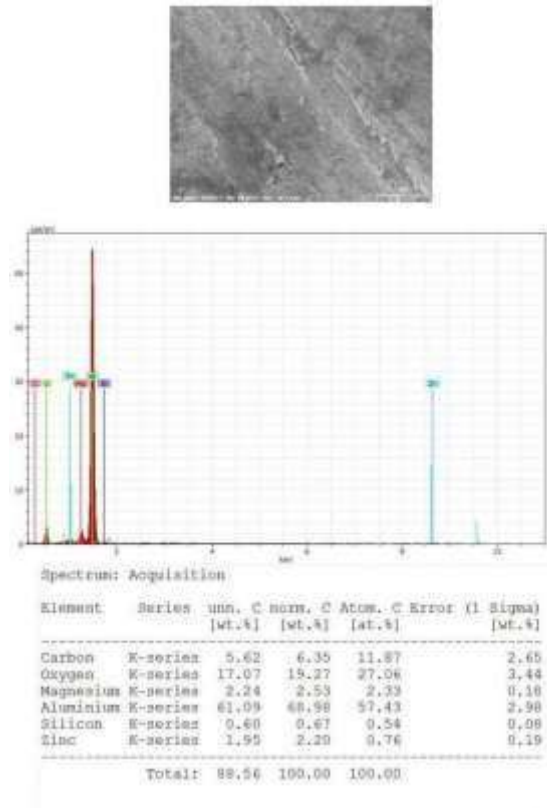 Spectrum: Acquisition
Element Series unn. C norm. C Atom. C Error (1 Sigma)
[wt.%] [wt.%] [at.%] [wt.%]
Carbon K-series 5.62 6.35 11.87 2.65
Oxygen K-series 17.07 19.27 27.06 3.44
Magnesium K-series 2.24 2.53 2.33 0.18
Aluminium K-series 61.09 68.98 57.43 2.98
Silicon K-series 0.60 0.67 0.54 0.08
Zinc K-series 1.95 2.20 0.76 0.19
Total: 88.56 100.00 100.00